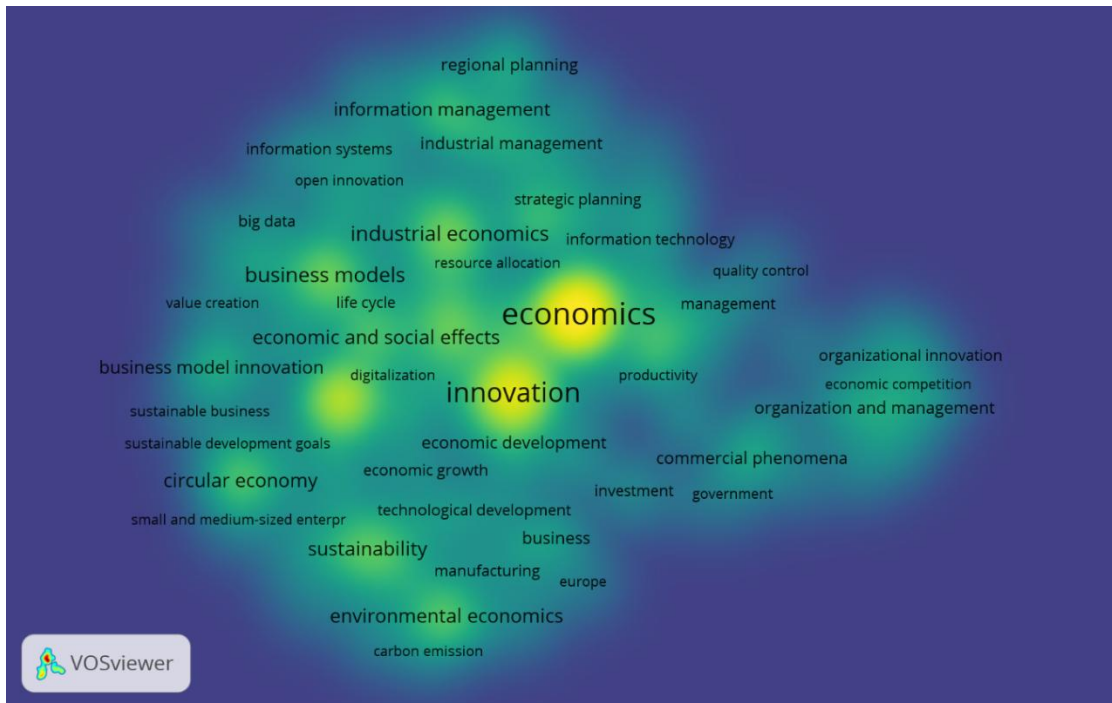 regional planning
information management
industrial management
information systems
open innovation
strategic planning
big data
industrial economics
information technology
resource allocation
quality control
business models
value creation
life cycle
management
economics
economic and social effects
organizational innovation
business model innovation
digitalization
productivity
economic competition
innovation
organization and management
sustainable business
sustainable development goals
economic development
commercial phenomena
economic growth
circular economy
investment
government
technological development
small and medium-sized enterpr
business
sustainability
manufacturing
europe
environmental economics
carbon emission
VOSviewer